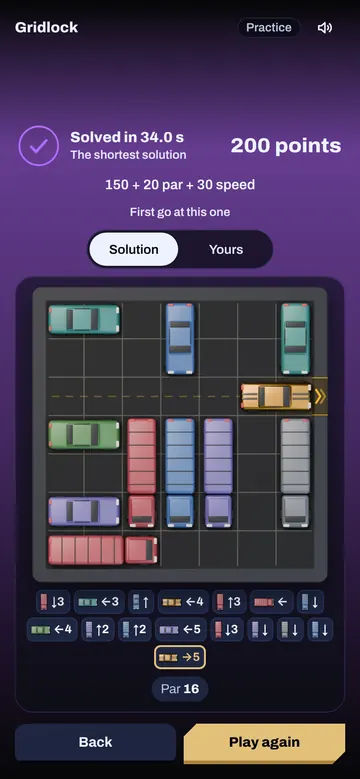 Gridlock
Practice
Solved in 34.0 s
The shortest solution
200 points
150 + 20 par + 30 speed
First go at this one
Solution
Yours
↓3 ←3 ↑ ←4 ↑3 ← ↓
←4 ↑2 ↑2 ←5 ↓3 ↓ ↓ ↓
→5
Par 16
Back
Play again